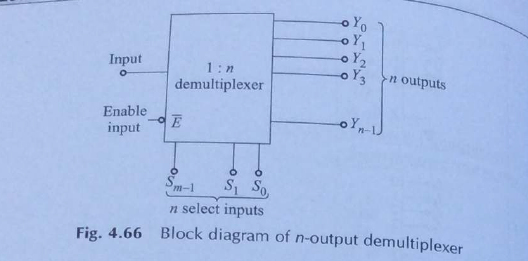 Input
Enable
input
E̅
1 : n
demultiplexer
Y₀
Y₁
Y₂
Y₃
Yₙ₋₁
n outputs
Sₘ₋₁
S₁
S₀
n select inputs
Fig. 4.66 Block diagram of n-output demultiplexer